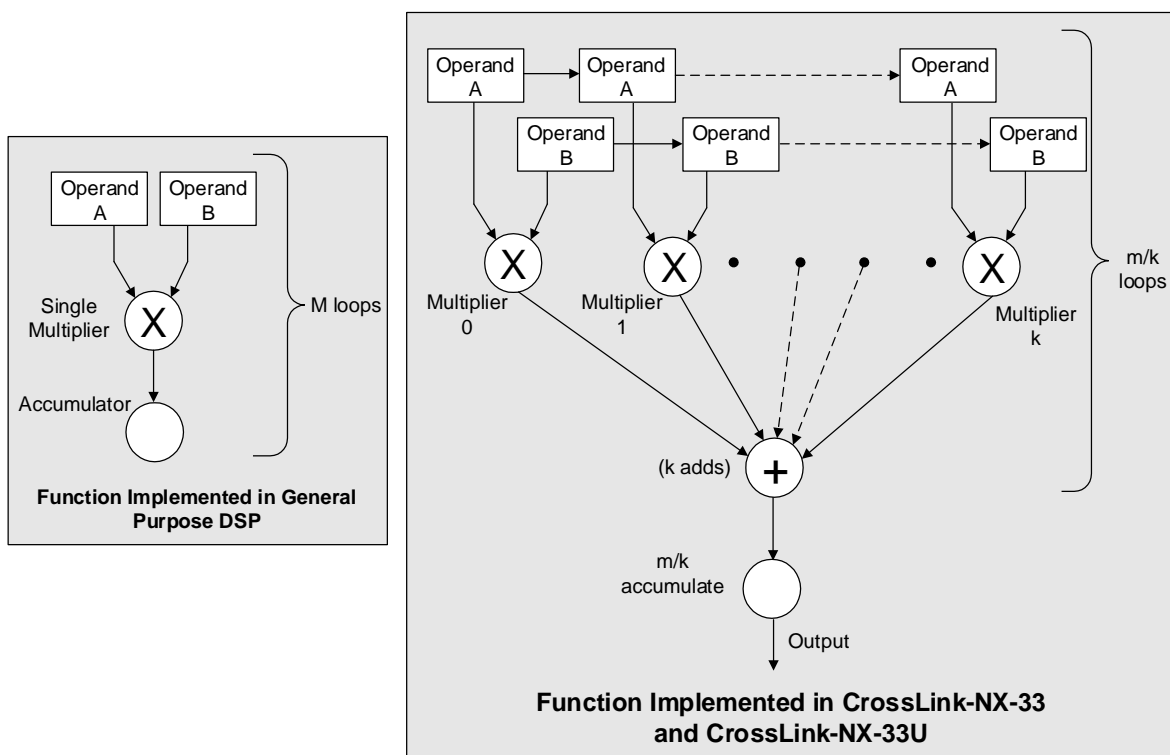 Operand
A
Operand
B
Single
Multiplier
X
M loops
Accumulator
Function Implemented in General
Purpose DSP
Operand
A
Operand
A
Operand
A
Operand
B
Operand
B
Operand
B
X
X
X
Multiplier
0
Multiplier
1
Multiplier
k
m/k
loops
(k adds)
+
m/k
accumulate
Output
Function Implemented in CrossLink-NX-33
and CrossLink-NX-33U